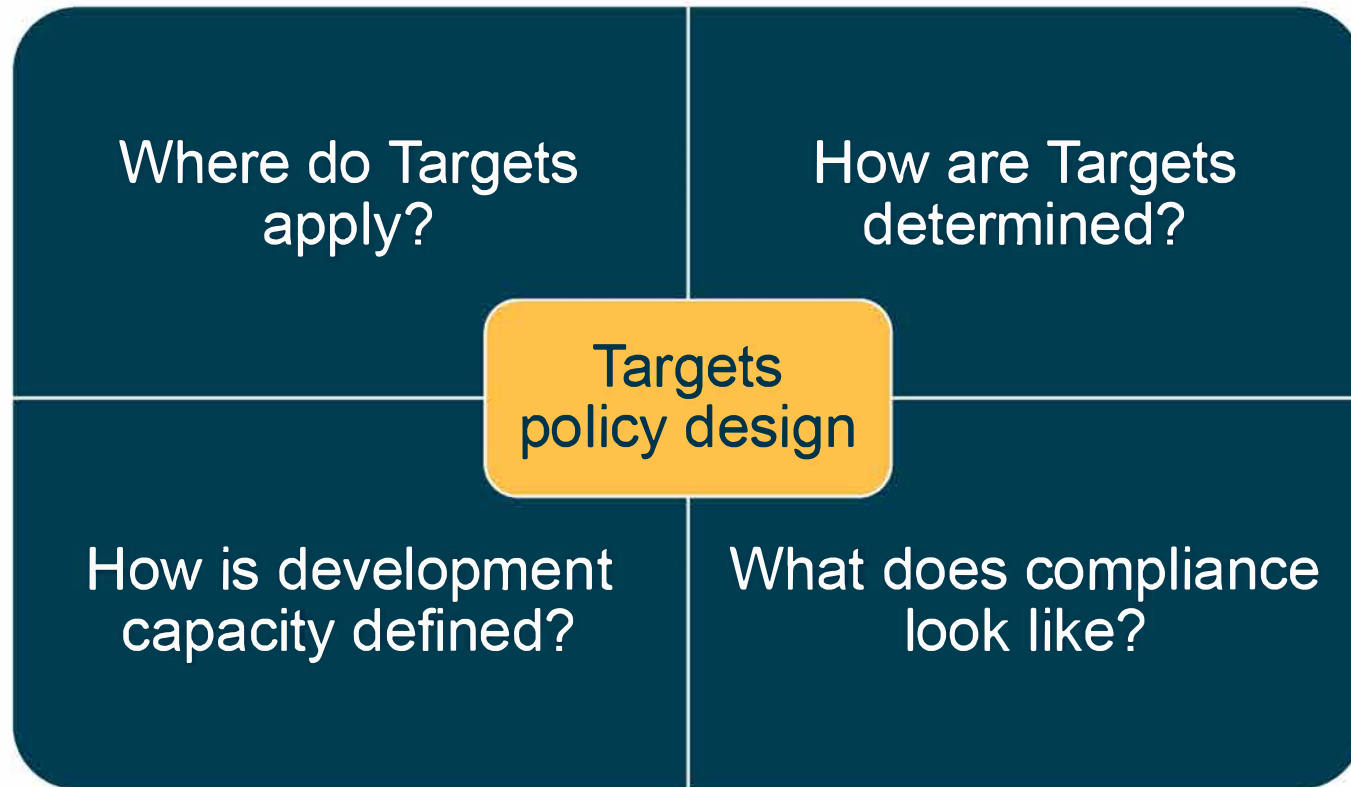 Where do Targets
apply?
How are Targets
determined?
Targets
policy design
How is development
capacity defined?
What does compliance
look like?